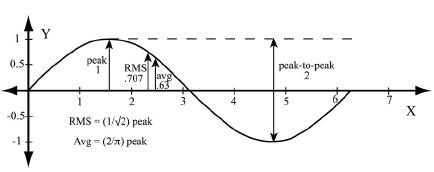 Y
1
peak
1
RMS
.707
avg
.63
peak-to-peak
2
0.5
0
1
2
3
4
5
6
7
X
-0.5
-1
RMS = (1/√2) peak
Avg = (2/π) peak